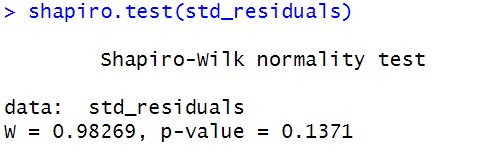 > shapiro.test(std_residuals)
Shapiro-Wilk normality test
data:  std_residuals
W = 0.98269, p-value = 0.1371